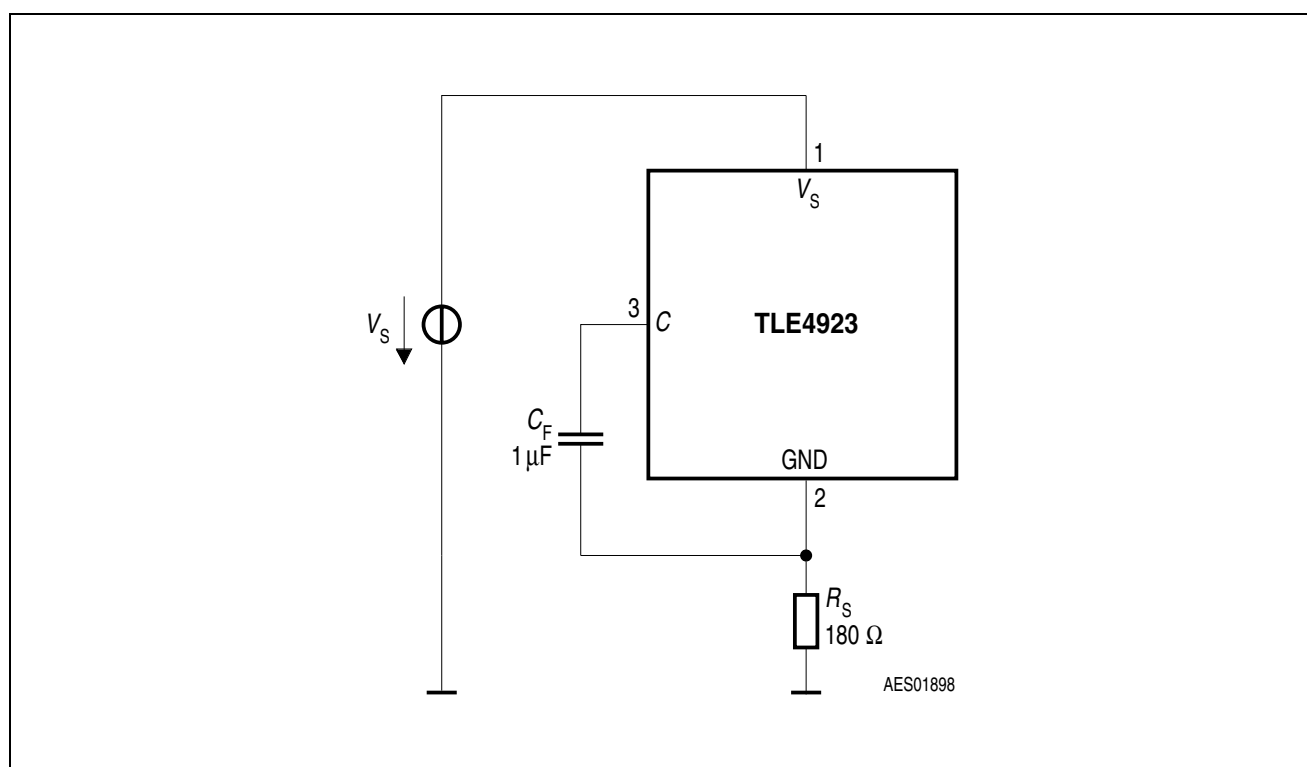 1
V_S
3
C
TLE4923
V_S
C_F
1 µF
GND
2
R_S
180 Ω
AES01898